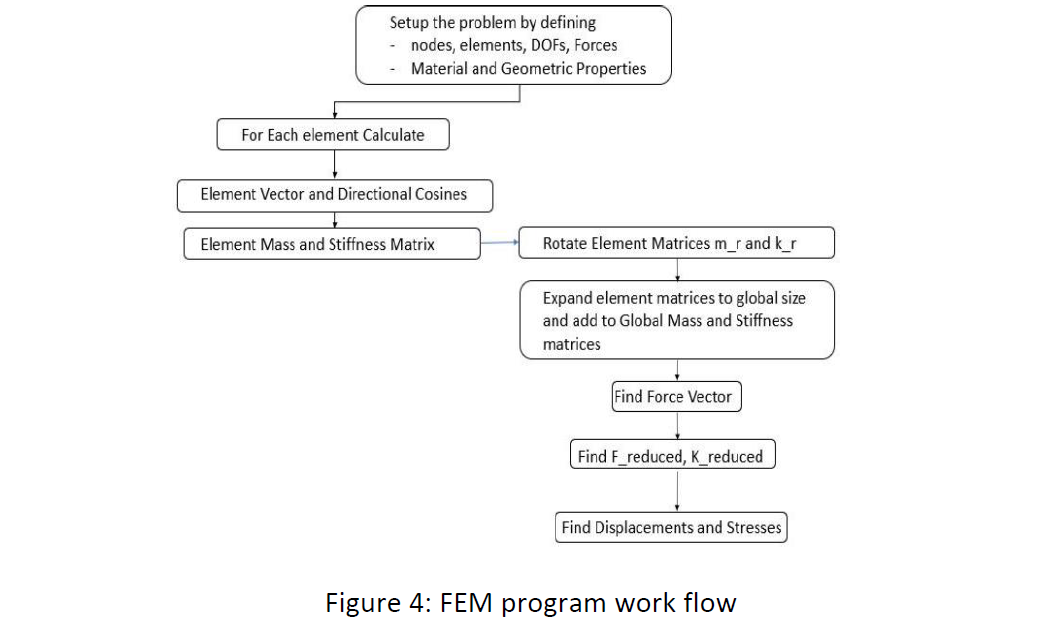 Setup the problem by defining
- nodes, elements, DOFs, Forces
- Material and Geometric Properties
For Each element Calculate
Element Vector and Directional Cosines
Element Mass and Stiffness Matrix
Rotate Element Matrices m_r and k_r
Expand element matrices to global size
and add to Global Mass and Stiffness
matrices
Find Force Vector
Find F_reduced, K_reduced
Find Displacements and Stresses
Figure 4: FEM program work flow